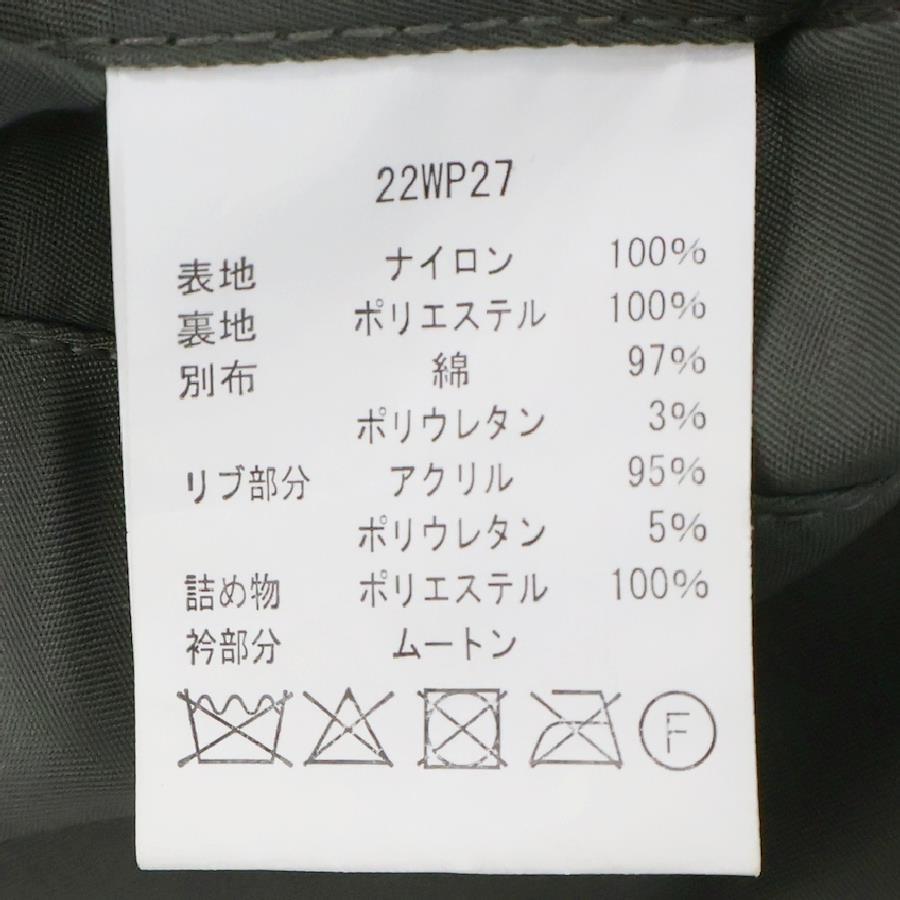 22WP27
表地 ナイロン 100%
裏地 ポリエステル 100%
別布 綿 97%
ポリウレタン 3%
リブ部分 アクリル 95%
ポリウレタン 5%
詰め物 ポリエステル 100%
衿部分 ムートン
F